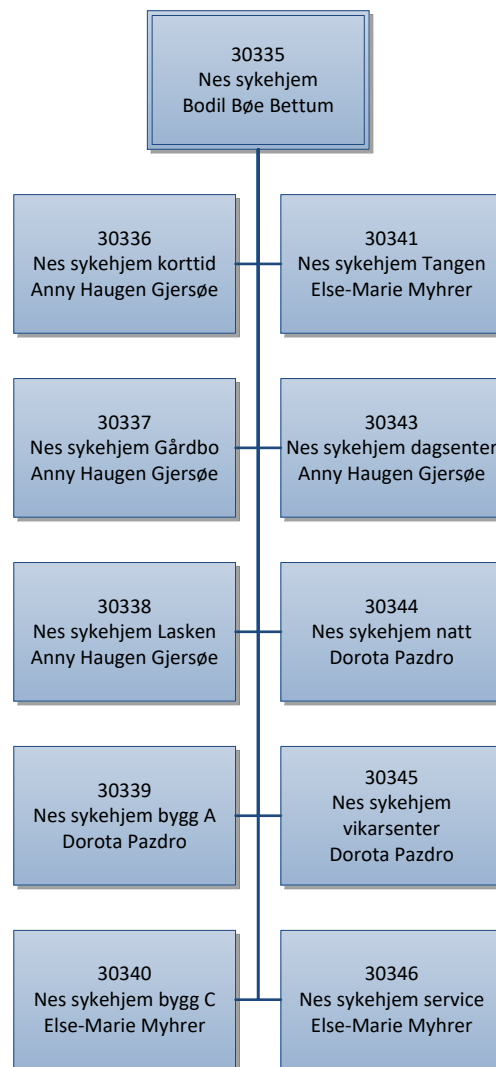 30335
Nes sykehjem
Bodil Bøe Bettum
30336
Nes sykehjem korttid
Anny Haugen Gjersøe
30341
Nes sykehjem Tangen
Else-Marie Myhrer
30337
Nes sykehjem Gårdbo
Anny Haugen Gjersøe
30343
Nes sykehjem dagsenter
Anny Haugen Gjersøe
30338
Nes sykehjem Lasken
Anny Haugen Gjersøe
30344
Nes sykehjem natt
Dorota Pazdro
30339
Nes sykehjem bygg A
Dorota Pazdro
30345
Nes sykehjem
vikarsenter
Dorota Pazdro
30340
Nes sykehjem bygg C
Else-Marie Myhrer
30346
Nes sykehjem service
Else-Marie Myhrer